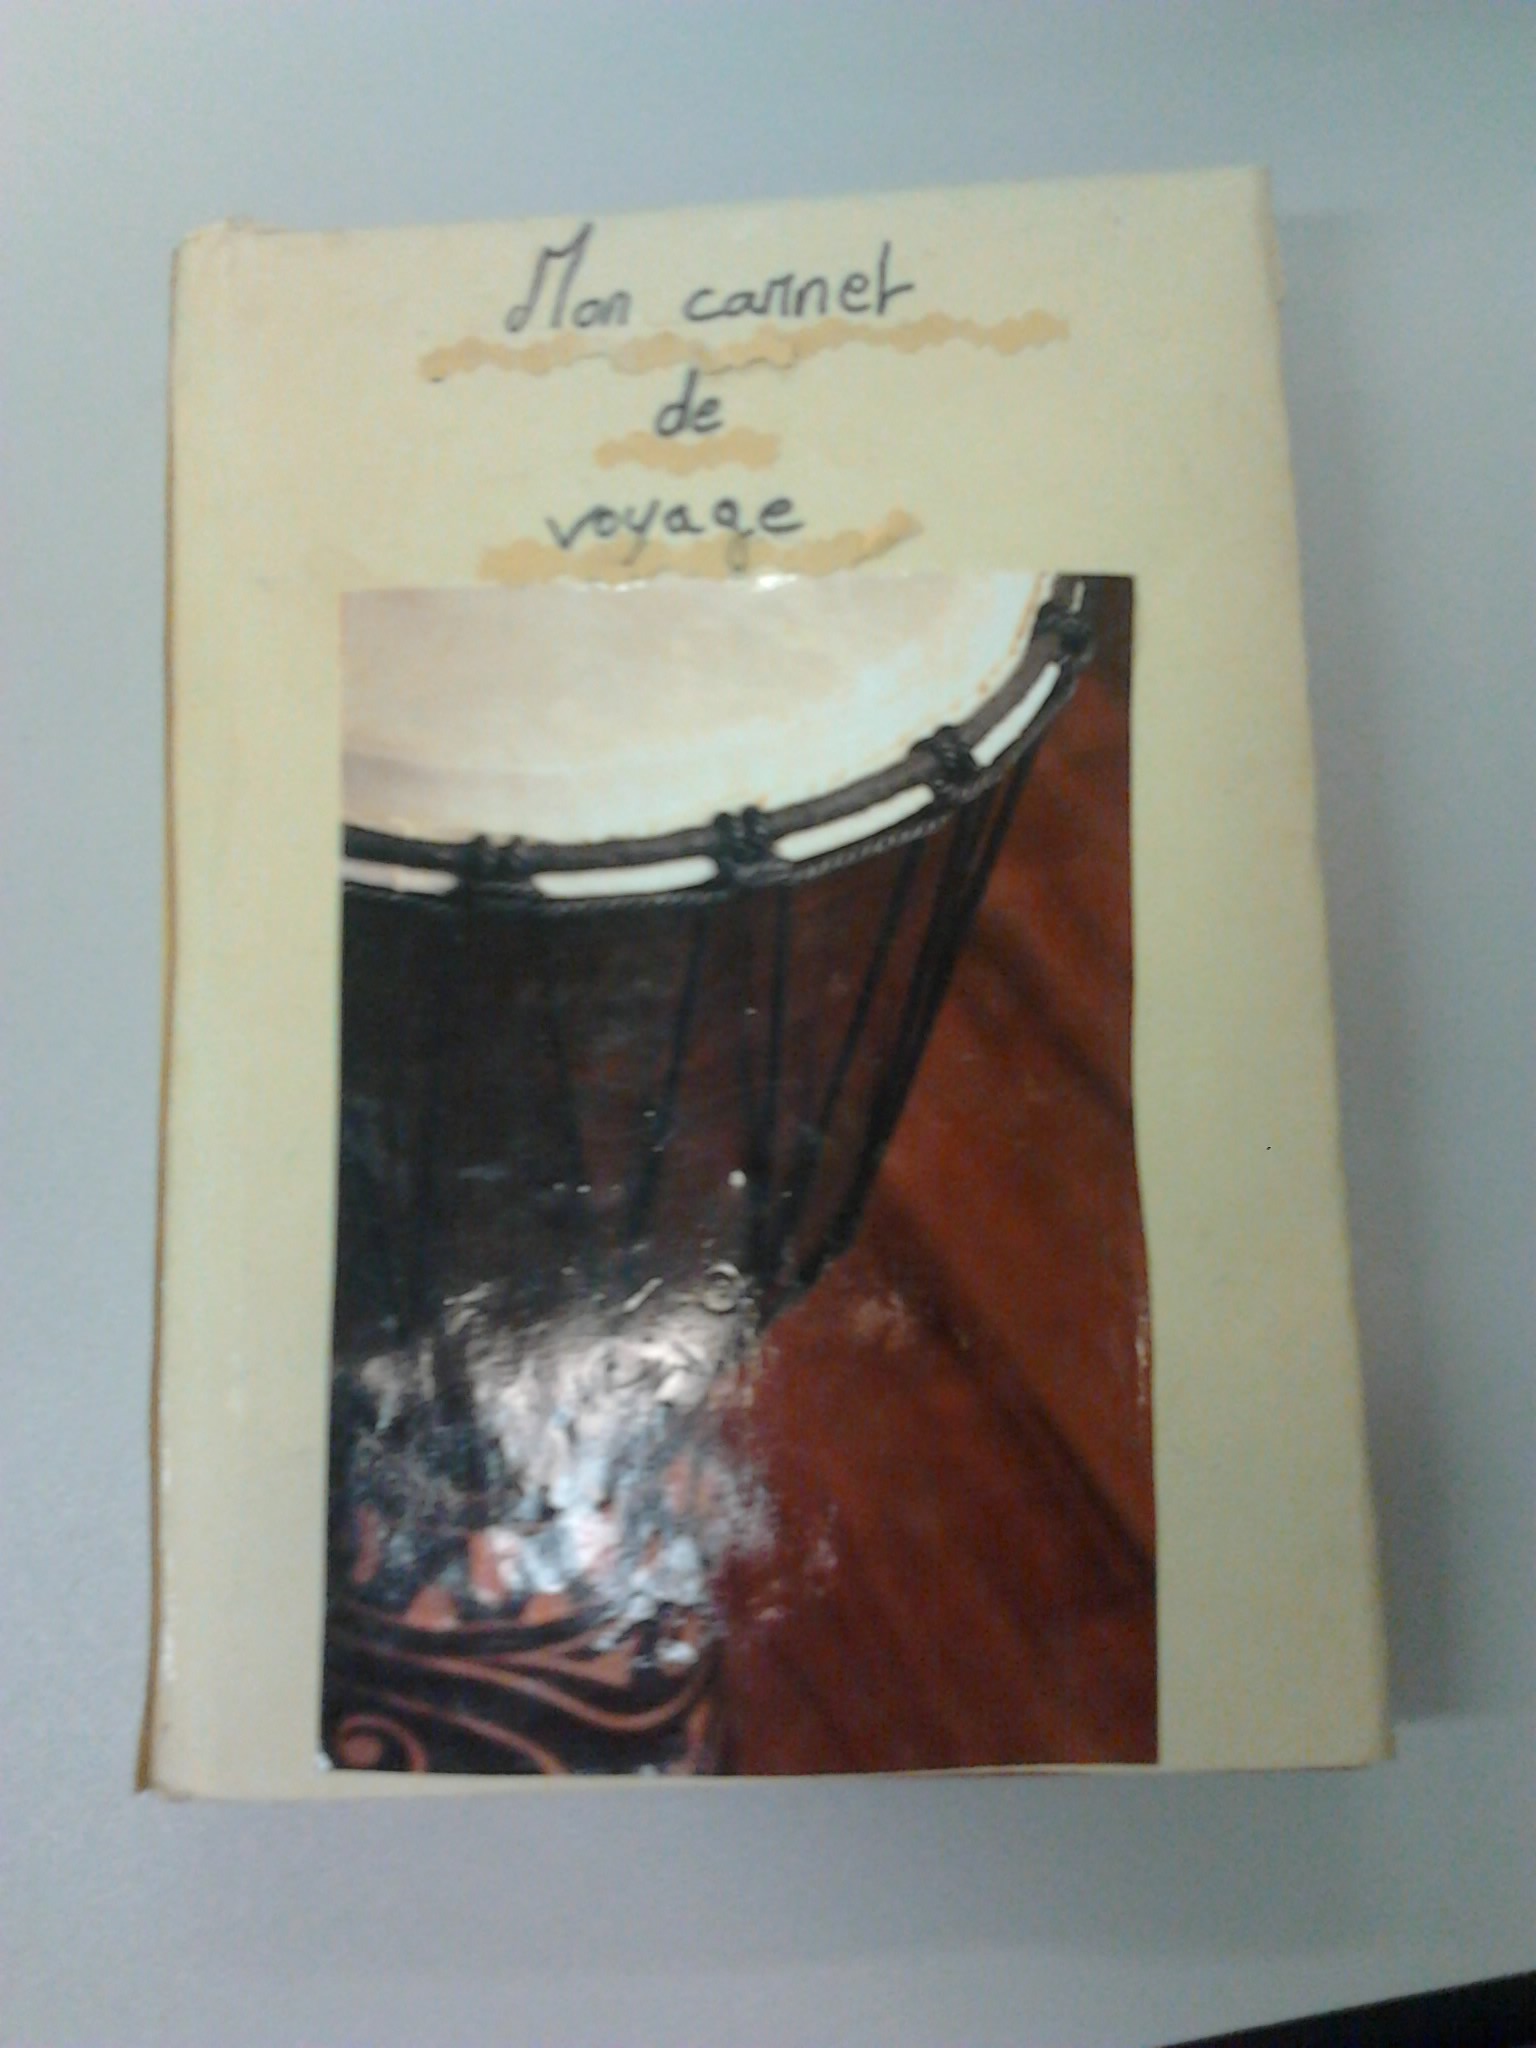 Mon carnet
de
voyage